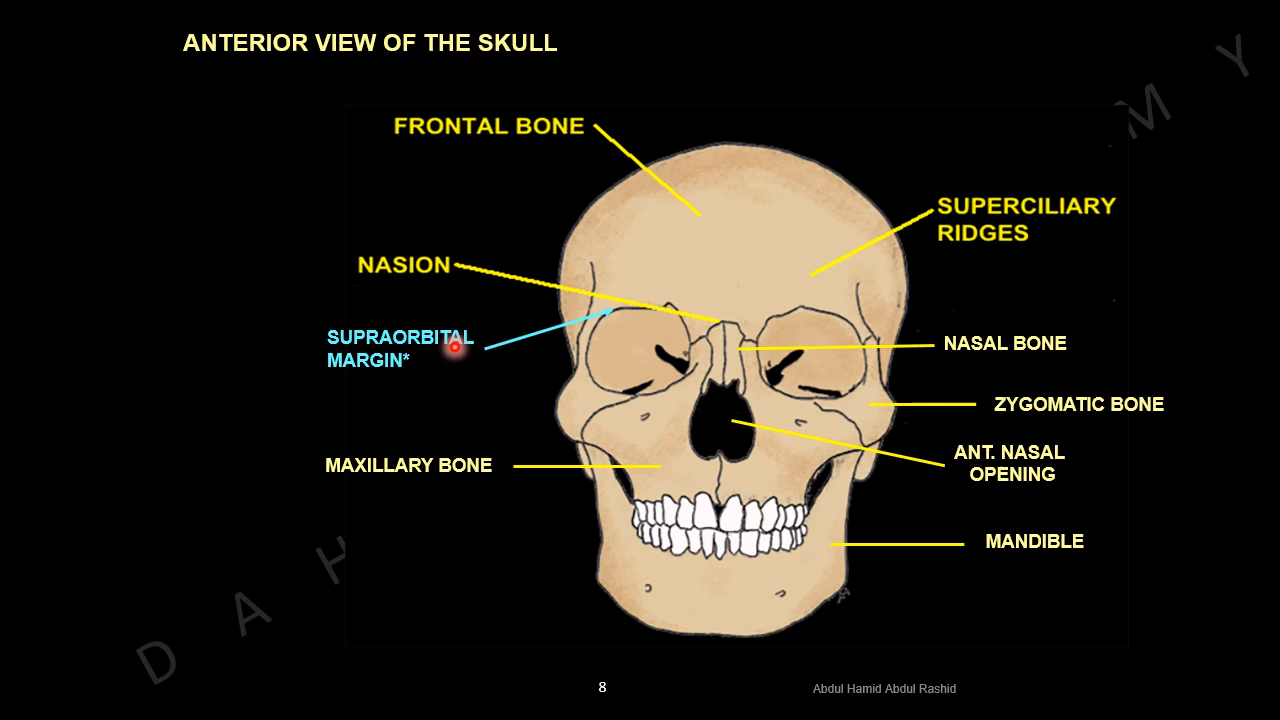 ANTERIOR VIEW OF THE SKULL
FRONTAL BONE
SUPERCILIARY
RIDGES
NASION
SUPRAORBITAL
MARGIN*
NASAL BONE
ZYGOMATIC BONE
ANT. NASAL
OPENING
MAXILLARY BONE
MANDIBLE
D A H
M Y
8
Abdul Hamid Abdul Rashid